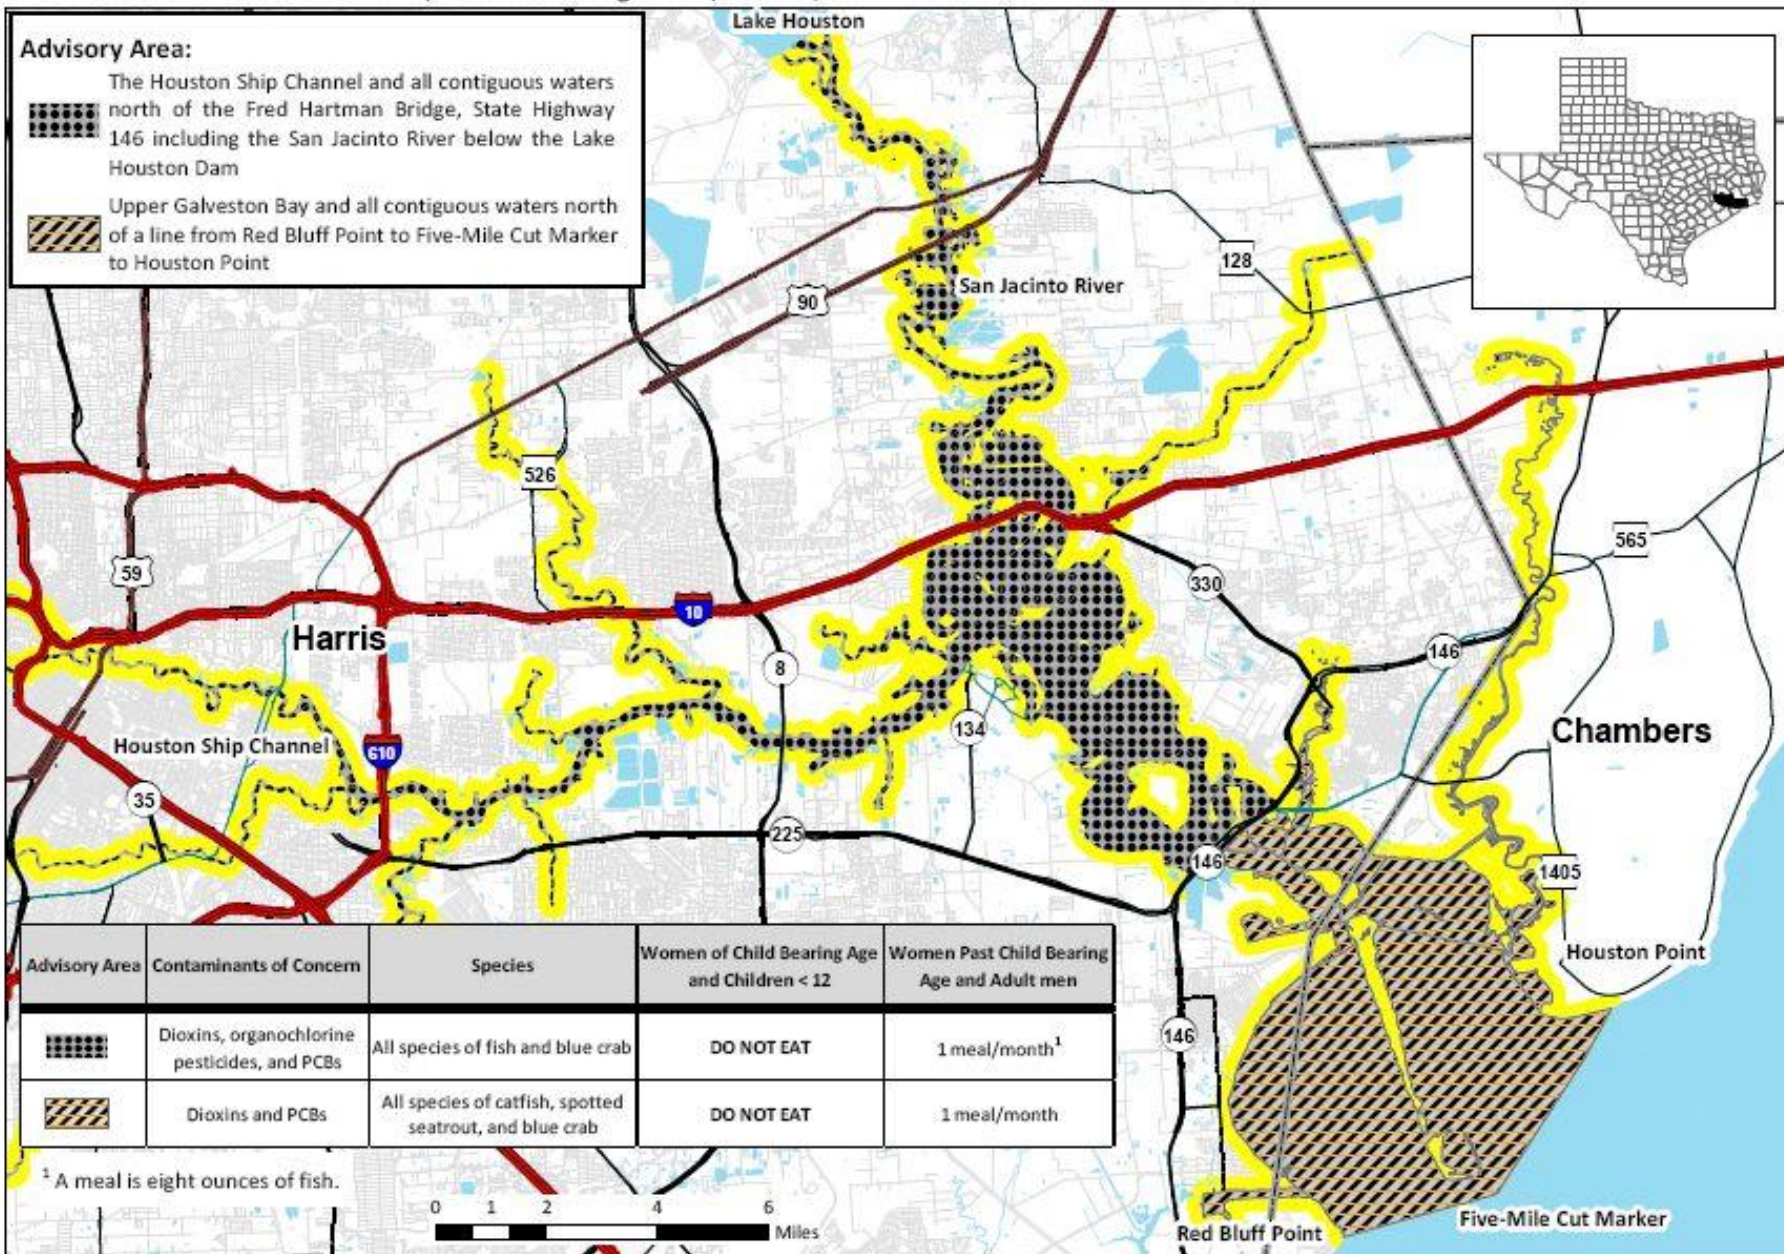 Lake Houston
Advisory Area:
The Houston Ship Channel and all contiguous waters
north of the Fred Hartman Bridge, State Highway
146 including the San Jacinto River below the Lake
Houston Dam
Upper Galveston Bay and all contiguous waters north
of a line from Red Bluff Point to Five-Mile Cut Marker
to Houston Point
128
San Jacinto River
90
526
59
565
330
10
Harris
146
8
Chambers
134
Houston Ship Channel
610
35
225
146
1405
Houston Point
Advisory Area
Contaminants of Concern
Species
Women of Child Bearing Age
and Children < 12
Women Past Child Bearing
Age and Adult men
Dioxins, organochlorine
pesticides, and PCBs
All species of fish and blue crab
DO NOT EAT
1 meal/month¹
Dioxins and PCBs
All species of catfish, spotted
seatrout, and blue crab
DO NOT EAT
1 meal/month
146
¹ A meal is eight ounces of fish.
0 1 2 4 6
Miles
Red Bluff Point
Five-Mile Cut Marker